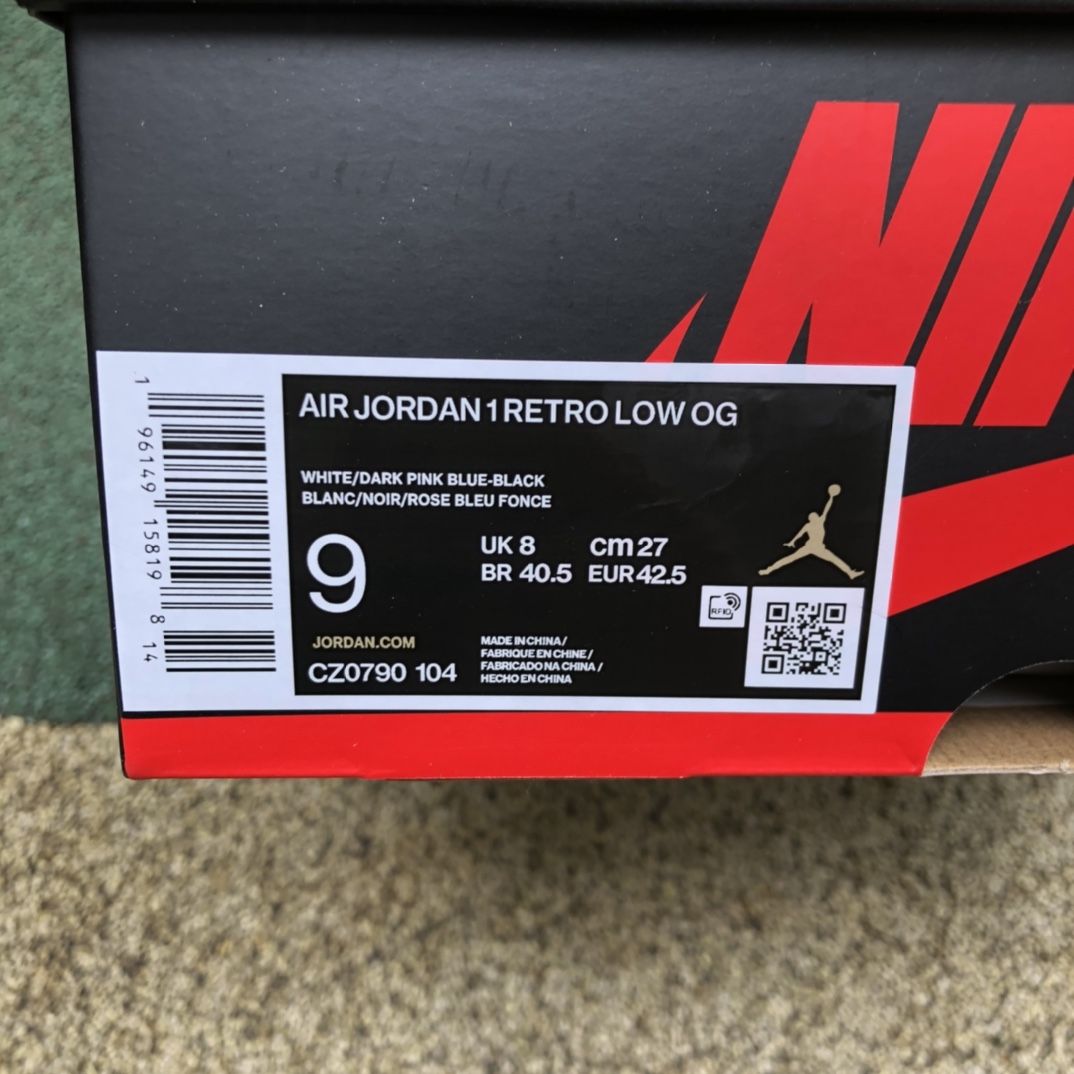 NIK
AIR JORDAN 1 RETRO LOW OG
WHITE/DARK PINK BLUE-BLACK
BLANC/NOIR/ROSE BLEU FONCE
9
UK 8 cm 27
BR 40.5 EUR 42.5
RFID
JORDAN.COM
CZ0790 104
MADE IN CHINA/
FABRIQUE EN CHINE/
FABRICADO NA CHINA/
HECHO EN CHINA
1 96149 15819 8 14